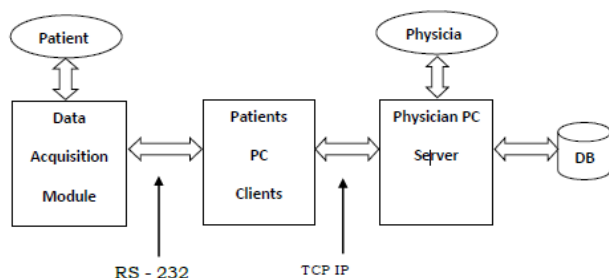 Patient
Physicia
Data
Acquisition
Module
Patients
PC
Clients
Physician PC
Server
DB
RS - 232
TCP IP